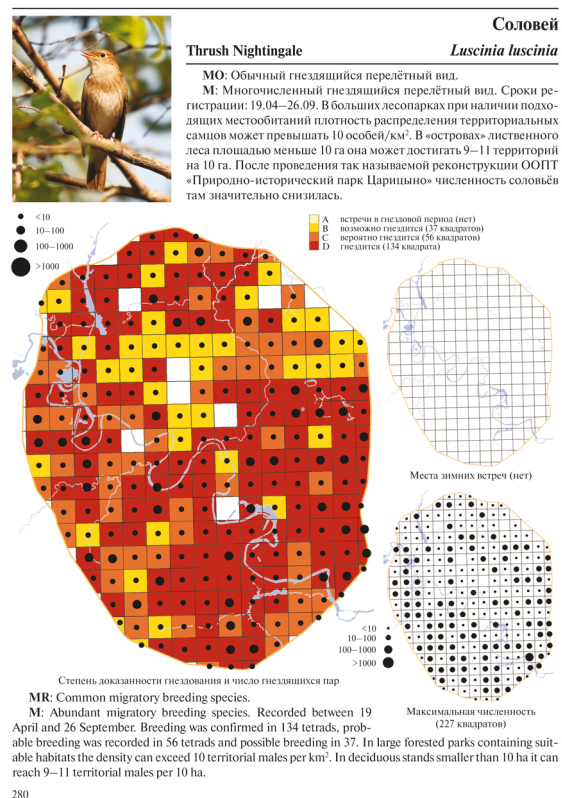 Соловей
Thrush Nightingale
Luscinia luscinia
МО: Обычный гнездящийся перелётный вид.
М: Многочисленный гнездящийся перелётный вид. Сроки ре-
гистрации: 19.04–26.09. В больших лесопарках при наличии подхо-
дящих местообитаний плотность распределения территориальных
самцов может превышать 10 особей/км². В «островах» лиственного
леса площадью меньше 10 га она может достигать 9–11 территорий
на 10 га. После проведения так называемой реконструкции ООПТ
«Природно-исторический парк Царицыно» численность соловьёв
там значительно снизилась.
<10
10–100
100–1000
>1000
A встречи в гнездовой период (нет)
B возможно гнездится (37 квадратов)
C вероятно гнездится (56 квадратов)
D гнездится (134 квадрата)
Места зимних встреч (нет)
<10
10–100
100–1000
>1000
Степень доказанности гнездования и число гнездящихся пар
Максимальная численность
(227 квадратов)
MR: Common migratory breeding species.
M: Abundant migratory breeding species. Recorded between 19
April and 26 September. Breeding was confirmed in 134 tetrads, prob-
able breeding was recorded in 56 tetrads and possible breeding in 37. In large forested parks containing suit-
able habitats the density can exceed 10 territorial males per km². In deciduous stands smaller than 10 ha it can
reach 9–11 territorial males per 10 ha.
280